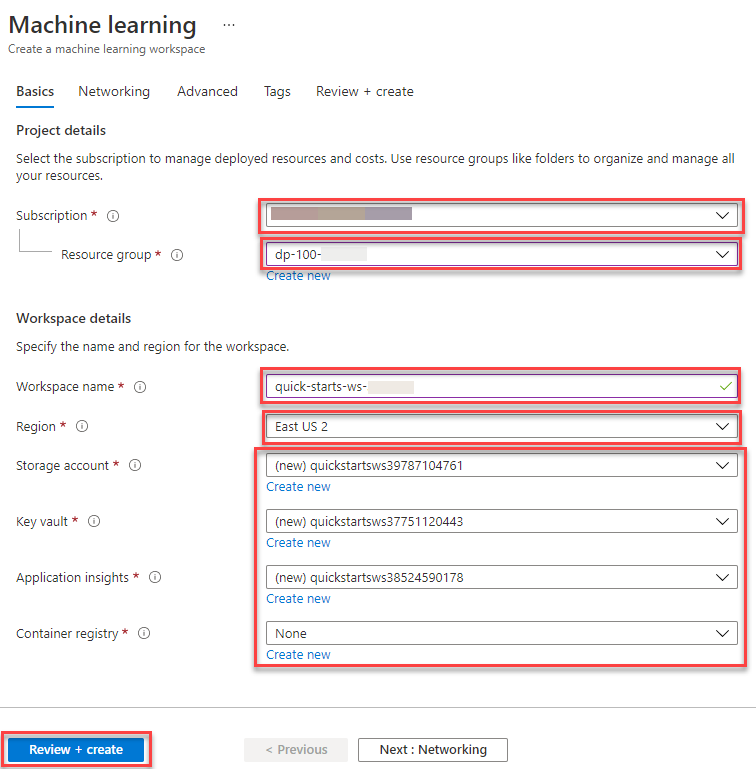 Machine learning ...
Create a machine learning workspace
Basics Networking Advanced Tags Review + create
Project details
Select the subscription to manage deployed resources and costs. Use resource groups like folders to organize and manage all
your resources.
Subscription *
Resource group * dp-100-
Create new
Workspace details
Specify the name and region for the workspace.
Workspace name * quick-starts-ws-
Region * East US 2
Storage account * (new) quickstartsws39787104761
Create new
Key vault * (new) quickstartsws37751120443
Create new
Application insights * (new) quickstartsws38524590178
Create new
Container registry * None
Create new
Review + create < Previous Next : Networking